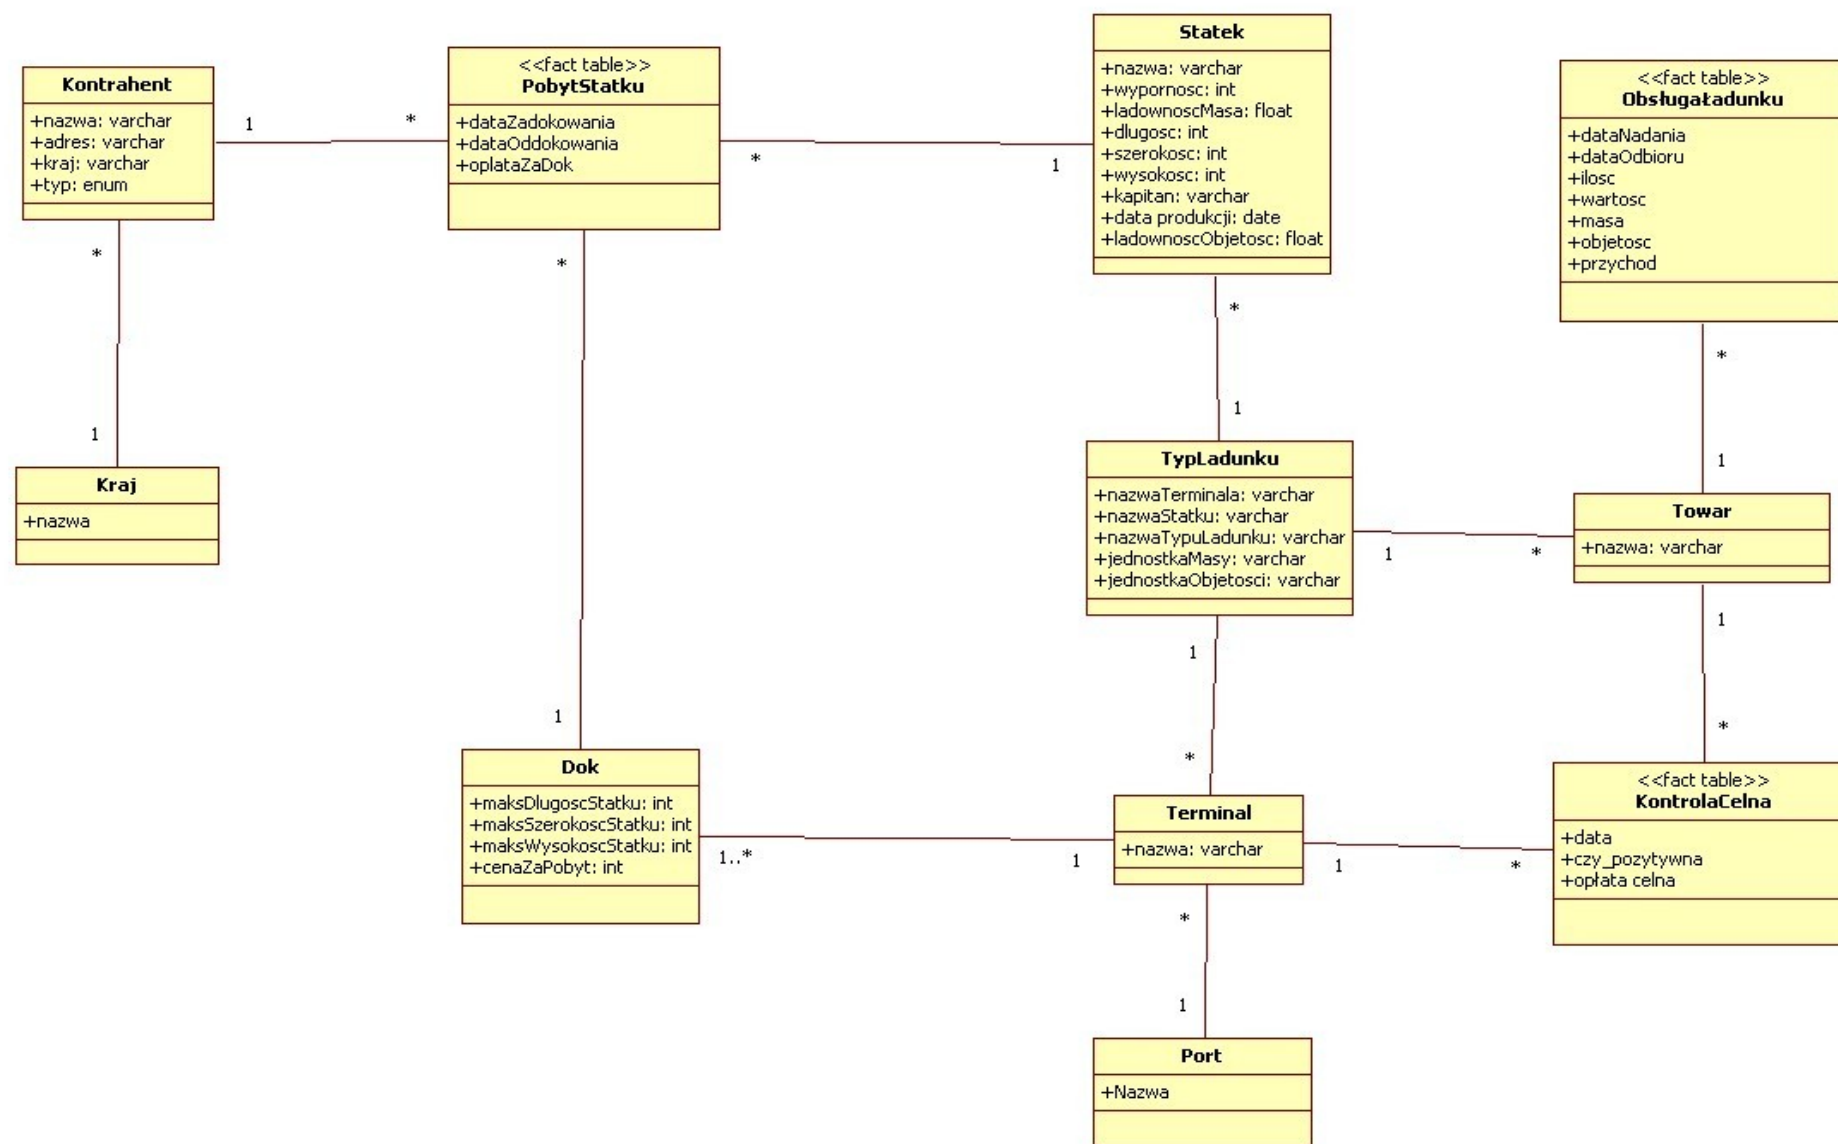 Kontrahent
+nazwa: varchar
+adres: varchar
+kraj: varchar
+typ: enum
1
*
<<fact table>>
PobytStatku
+dataZadokowania
+dataOddokowania
+oplataZaDok
*
1
Statek
+nazwa: varchar
+wypornosc: int
+ladownoscMasa: float
+dlugosc: int
+szerokosc: int
+wysokosc: int
+kapitan: varchar
+data produkcji: date
+ladownoscObjetosc: float
<<fact table>>
ObsługaŁadunku
+dataNadania
+dataOdbioru
+ilosc
+wartosc
+masa
+objetosc
+przychod
*
1
*
1
*
1
*
1
Kraj
+nazwa
TypLadunku
+nazwaTerminala: varchar
+nazwaStatku: varchar
+nazwaTypuLadunku: varchar
+jednostkaMasy: varchar
+jednostkaObjetosci: varchar
1
*
Towar
+nazwa: varchar
1
*
1
*
Dok
+maksDlugoscStatku: int
+maksSzerokoscStatku: int
+maksWysokoscStatku: int
+cenaZaPobyt: int
1..*
1
Terminal
+nazwa: varchar
1
*
<<fact table>>
KontrolaCelna
+data
+czy_pozytywna
+opłata celna
*
1
Port
+Nazwa